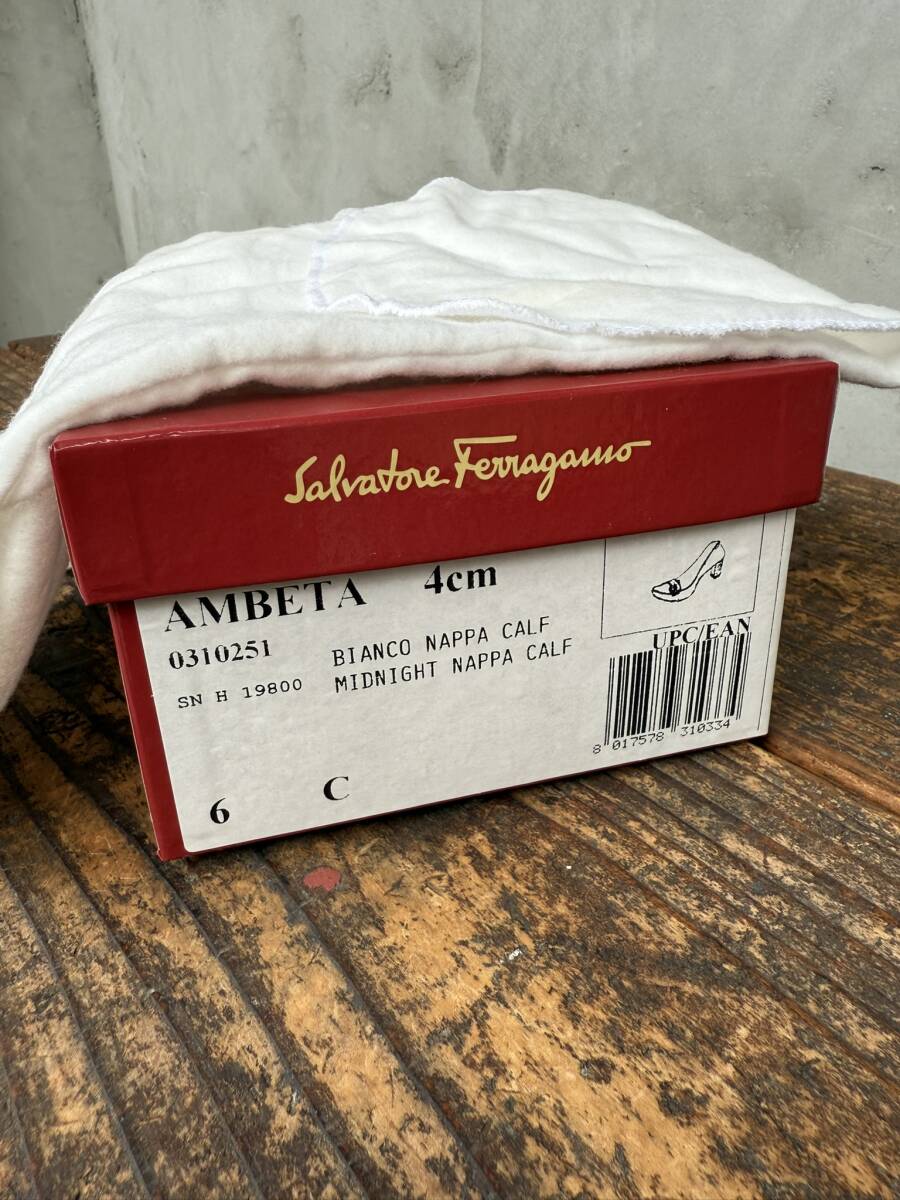 Salvatore Ferragamo
AMBETA 4cm
0310251 BIANCO NAPPA CALF
SN H 19800 MIDNIGHT NAPPA CALF
UPC/EAN
8 017578 310334
6 C